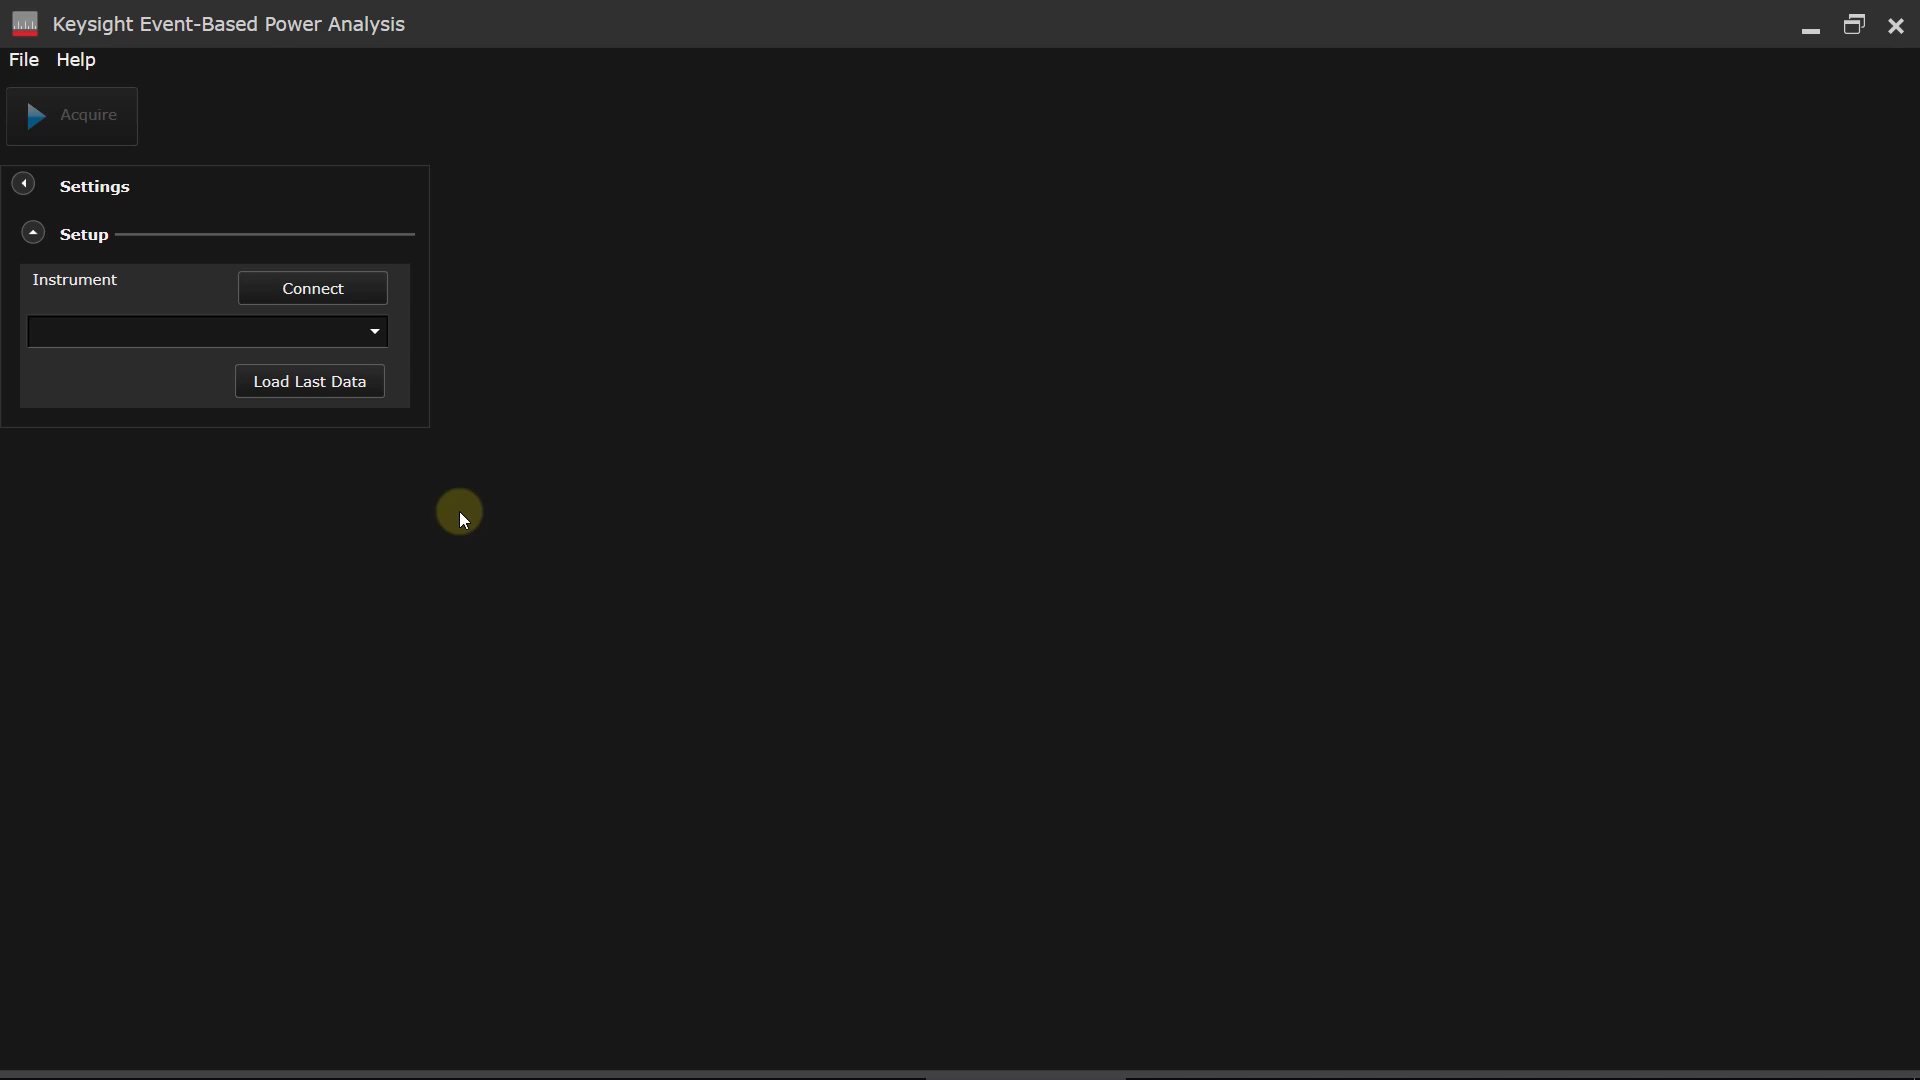 Keysight Event-Based Power Analysis
File Help
Acquire
Settings
Setup
Instrument
Connect
Load Last Data